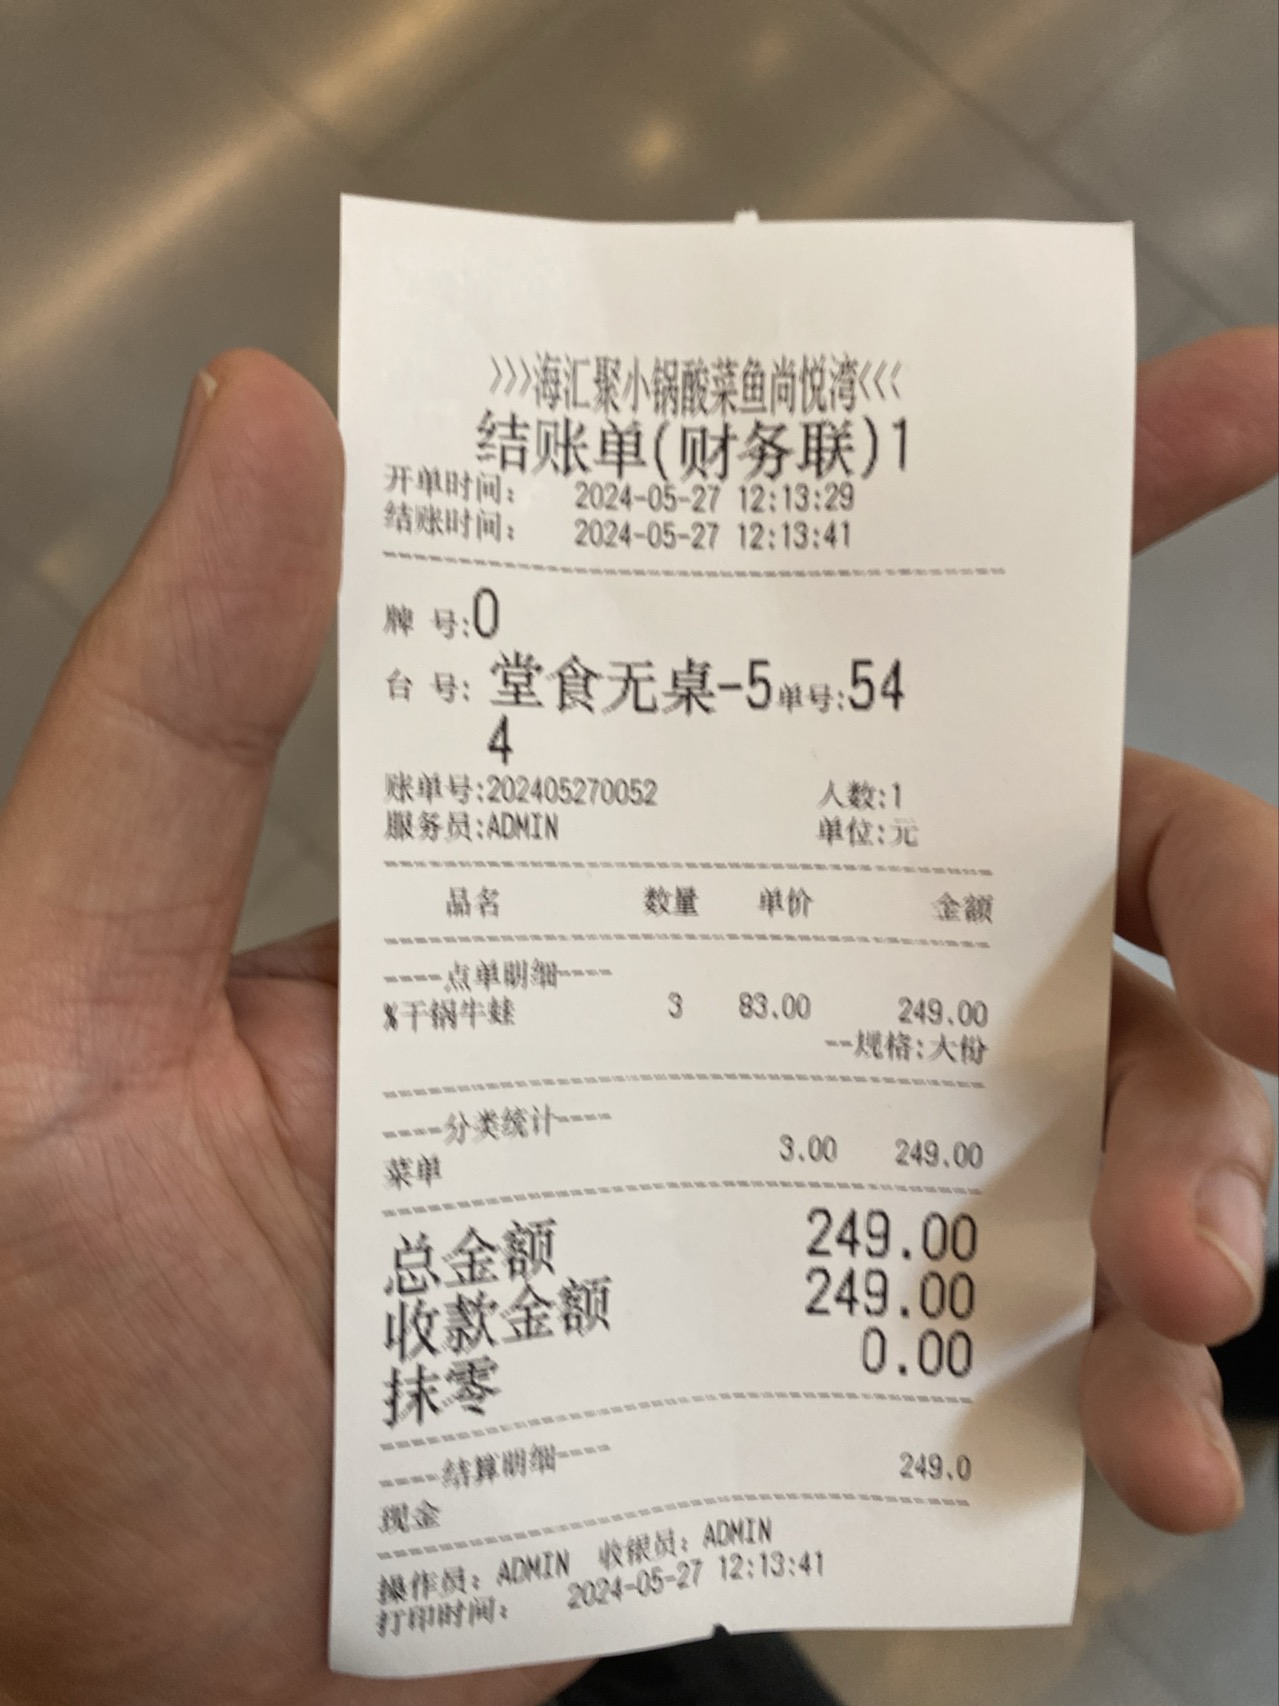 >>>海汇聚小锅酸菜鱼尚悦湾<<<
结账单(财务联)1
开单时间: 2024-05-27 12:13:29
结账时间: 2024-05-27 12:13:41
牌 号:0
台 号: 堂食无桌-5单号:54
4
账单号:202405270052 人数:1
服务员:ADMIN 单位:元
品名 数量 单价 金额
----点单明细----
%干锅牛蛙 3 83.00 249.00
--规格:大份
----分类统计----
菜单 3.00 249.00
总金额 249.00
收款金额 249.00
抹零 0.00
----结算明细----
现金 249.0
操作员: ADMIN 收银员: ADMIN
打印时间: 2024-05-27 12:13:41